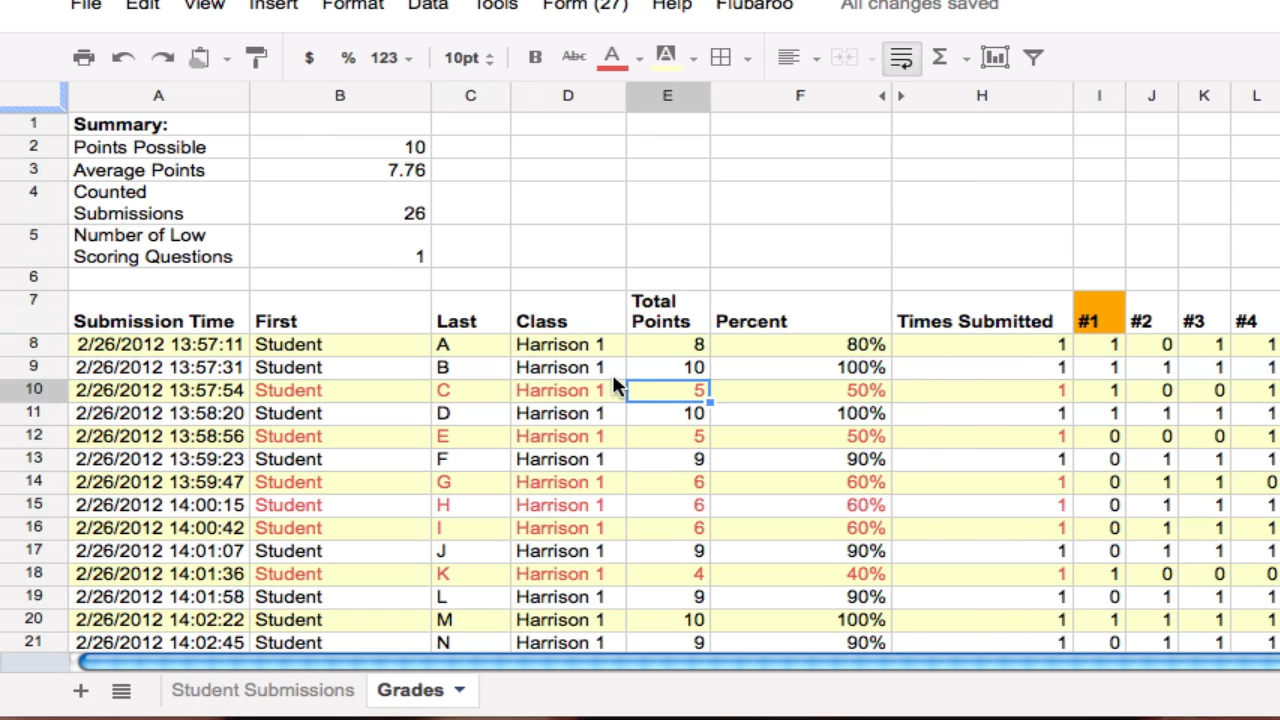 File Edit View Insert Format Data Tools Form (27) Help Flubaroo All changes saved
$ % 123 10pt B Abc A A Σ
A B C D E F H I J K L
1 Summary:
2 Points Possible 10
3 Average Points 7.76
4 Counted
Submissions 26
5 Number of Low
Scoring Questions 1
6
7 Total
Submission Time First Last Class Points Percent Times Submitted #1 #2 #3 #4
8 2/26/2012 13:57:11 Student A Harrison 1 8 80% 1 1 0 1 1
9 2/26/2012 13:57:31 Student B Harrison 1 10 100% 1 1 1 1 1
10 2/26/2012 13:57:54 Student C Harrison 1 5 50% 1 1 0 0 1
11 2/26/2012 13:58:20 Student D Harrison 1 10 100% 1 1 1 1 1
12 2/26/2012 13:58:56 Student E Harrison 1 5 50% 1 0 0 0 1
13 2/26/2012 13:59:23 Student F Harrison 1 9 90% 1 0 1 1 1
14 2/26/2012 13:59:47 Student G Harrison 1 6 60% 1 0 1 1 0
15 2/26/2012 14:00:15 Student H Harrison 1 6 60% 1 0 1 1 1
16 2/26/2012 14:00:42 Student I Harrison 1 6 60% 1 0 1 1 1
17 2/26/2012 14:01:07 Student J Harrison 1 9 90% 1 0 1 1 1
18 2/26/2012 14:01:36 Student K Harrison 1 4 40% 1 1 0 0 0
19 2/26/2012 14:01:58 Student L Harrison 1 9 90% 1 0 1 1 1
20 2/26/2012 14:02:22 Student M Harrison 1 10 100% 1 1 1 1 1
21 2/26/2012 14:02:45 Student N Harrison 1 9 90% 1 0 1 1 1
Student Submissions Grades